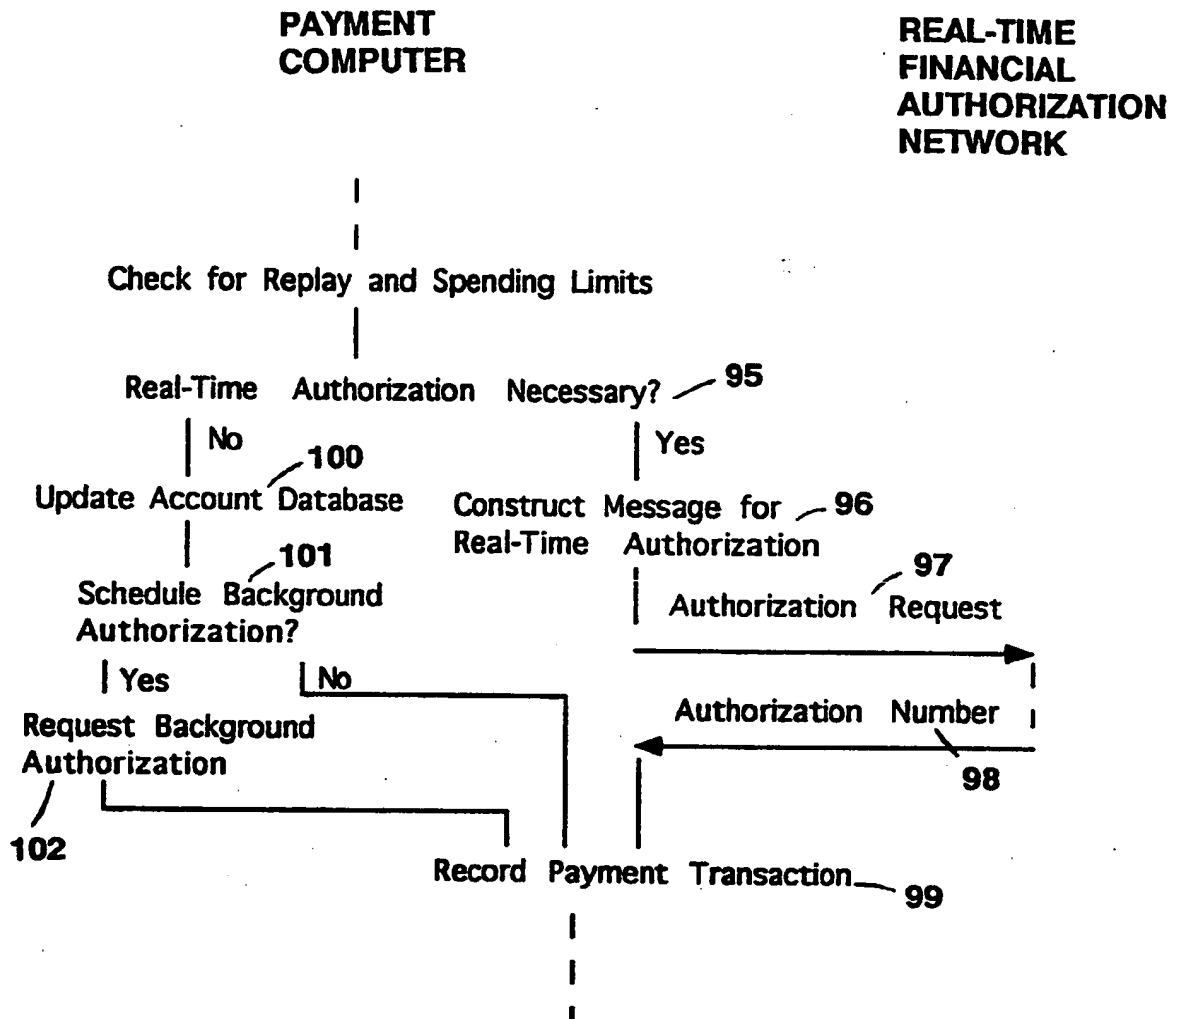 PAYMENT
COMPUTER
REAL-TIME
FINANCIAL
AUTHORIZATION
NETWORK
Check for Replay and Spending Limits
Real-Time Authorization Necessary?
95
No
Yes
100
Update Account Database
Construct Message for
Real-Time Authorization
96
101
Schedule Background
Authorization?
97
Authorization Request
Yes
No
Authorization Number
98
Request Background
Authorization
102
Record Payment Transaction
99